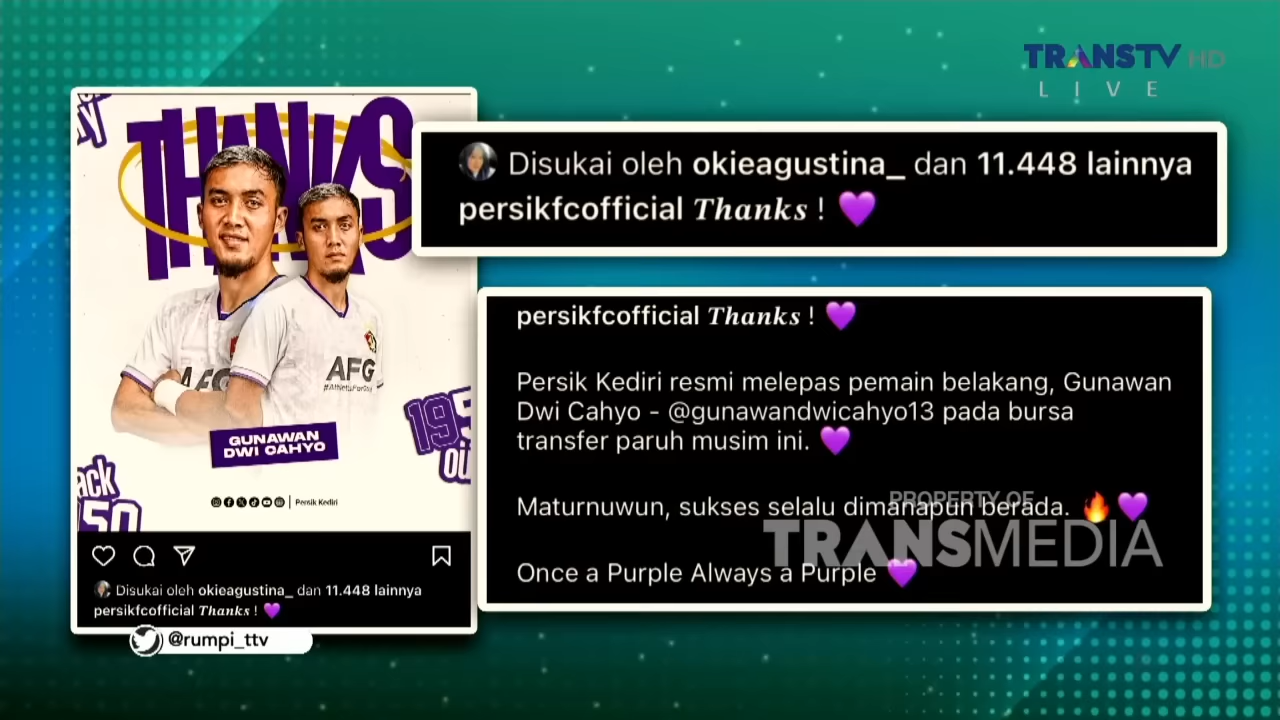 TRANSTV HD
LIVE
THANKS
AFG
AFG
GUNAWAN
DWI CAHYO
Persik Kediri
Disukai oleh okieagustina_ dan 11.448 lainnya
persikfcofficial Thanks ! 💜
@rumpi_ttv
Disukai oleh okieagustina_ dan 11.448 lainnya
persikfcofficial Thanks ! 💜
persikfcofficial Thanks ! 💜
Persik Kediri resmi melepas pemain belakang, Gunawan
Dwi Cahyo - @gunawandwicahyo13 pada bursa
transfer paruh musim ini. 💜
Maturnuwun, sukses selalu dimanapun berada. 🔥💜
Once a Purple Always a Purple 💜
PROPERTY OF
TRANSMEDIA